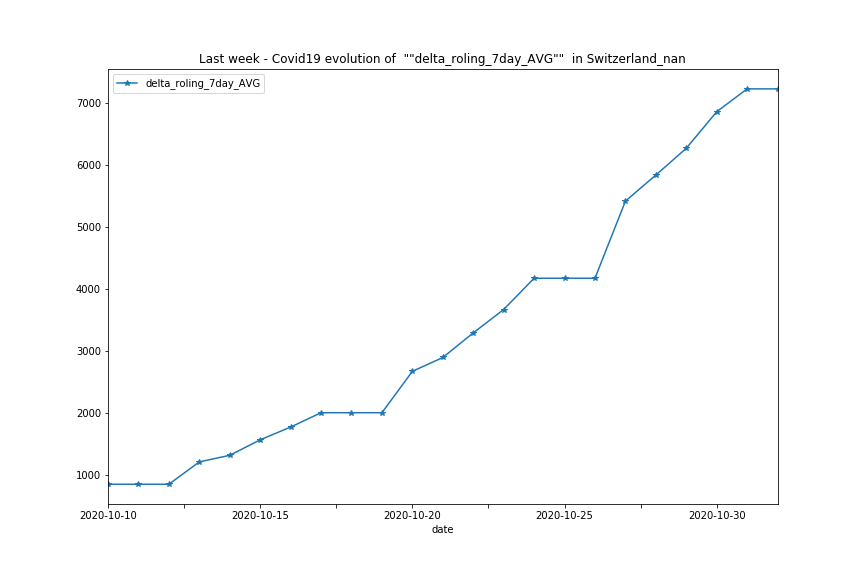 Last week - Covid19 evolution of  ""delta_roling_7day_AVG""  in Switzerland_nan
delta_roling_7day_AVG
7000
6000
5000
4000
3000
2000
1000
2020-10-10 2020-10-15 2020-10-20 2020-10-25 2020-10-30
date